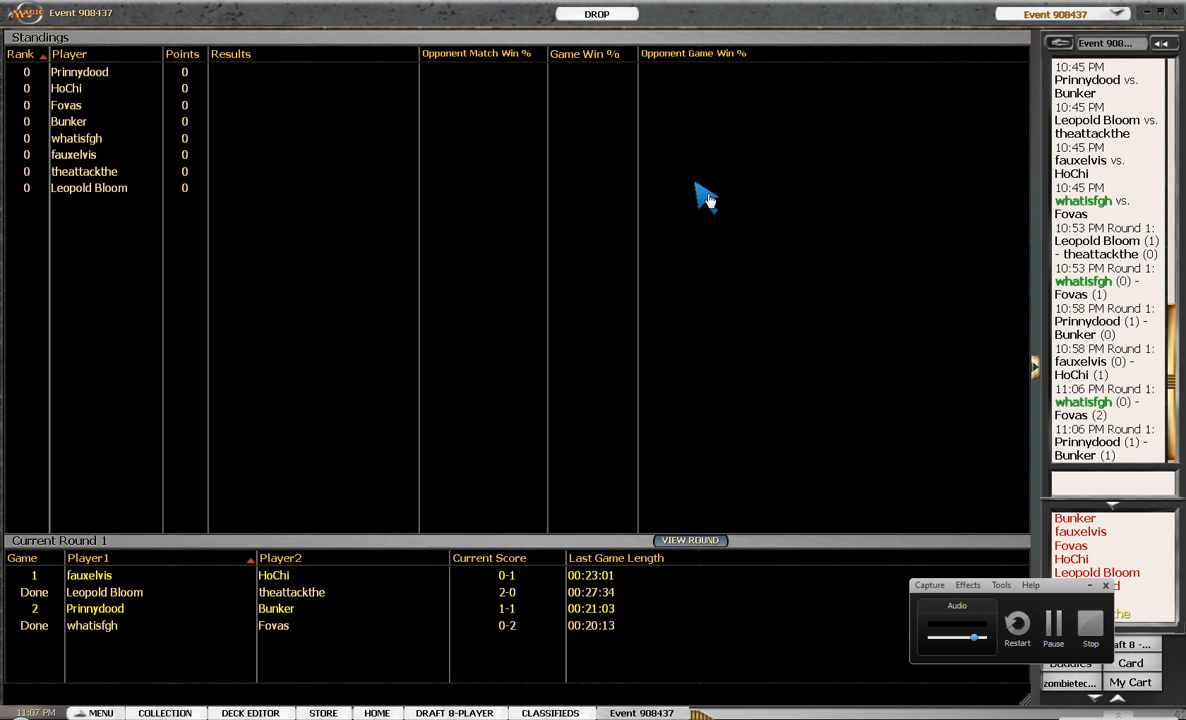 Magic Event 908437
DROP
Event 908437
Standings
Rank Player Points Results Opponent Match Win % Game Win % Opponent Game Win %
0 Prinnydood 0
0 HoChi 0
0 Fovas 0
0 Bunker 0
0 whatisfgh 0
0 fauxelvis 0
0 theattackthe 0
0 Leopold Bloom 0
Current Round 1
VIEW ROUND
Game Player1 Player2 Current Score Last Game Length
1 fauxelvis HoChi 0-1 00:23:01
Done Leopold Bloom theattackthe 2-0 00:27:34
2 Prinnydood Bunker 1-1 00:21:03
Done whatisfgh Fovas 0-2 00:20:13
Event 908...
10:45 PM
Prinnydood vs.
Bunker
10:45 PM
Leopold Bloom vs.
theattackthe
10:45 PM
fauxelvis vs.
HoChi
10:45 PM
whatisfgh vs.
Fovas
10:53 PM Round 1:
Leopold Bloom (1)
- theattackthe (0)
10:53 PM Round 1:
whatisfgh (0) -
Fovas (1)
10:58 PM Round 1:
Prinnydood (1) -
Bunker (0)
10:58 PM Round 1:
fauxelvis (0) -
HoChi (1)
11:06 PM Round 1:
whatisfgh (0) -
Fovas (2)
11:06 PM Round 1:
Prinnydood (1) -
Bunker (1)
Bunker
fauxelvis
Fovas
HoChi
Leopold Bloom
Capture Effects Tools Help
Audio
Restart Pause Stop
Card
zombietec... My Cart
11:07 PM MENU COLLECTION DECK EDITOR STORE HOME DRAFT 8-PLAYER CLASSIFIEDS Event 908437